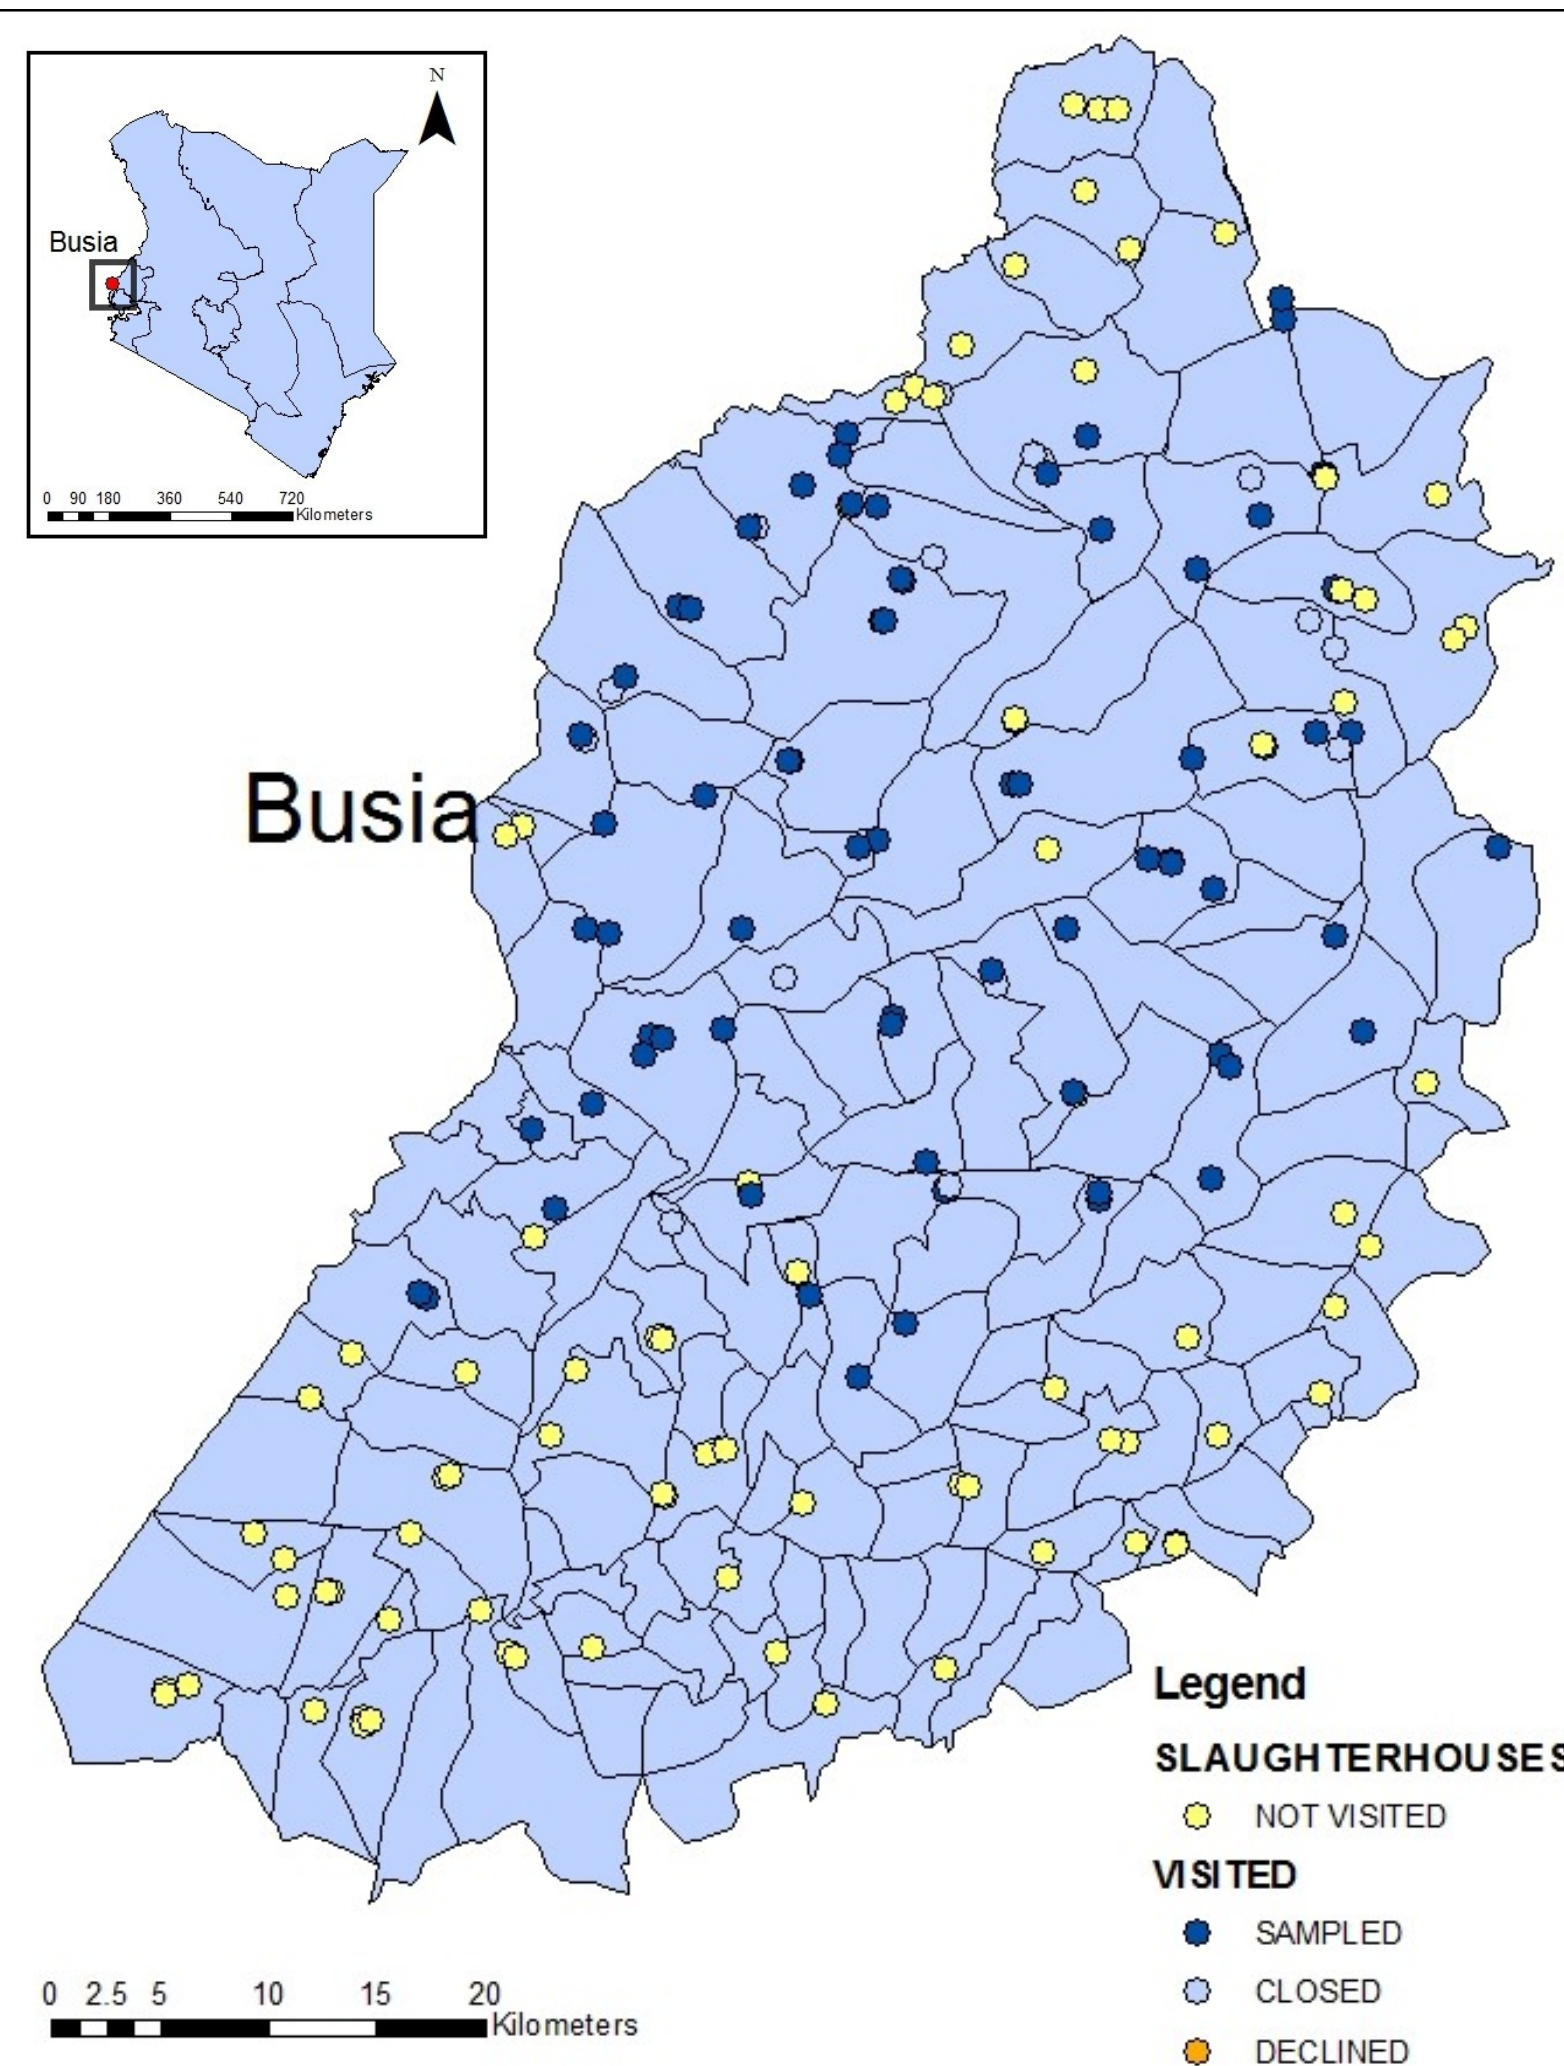 N
Busia
0 90 180 360 540 720
Kilometers
Busia
Legend
SLAUGHTERHOUSES
NOT VISITED
VISITED
SAMPLED
CLOSED
DECLINED
0 2.5 5 10 15 20
Kilometers